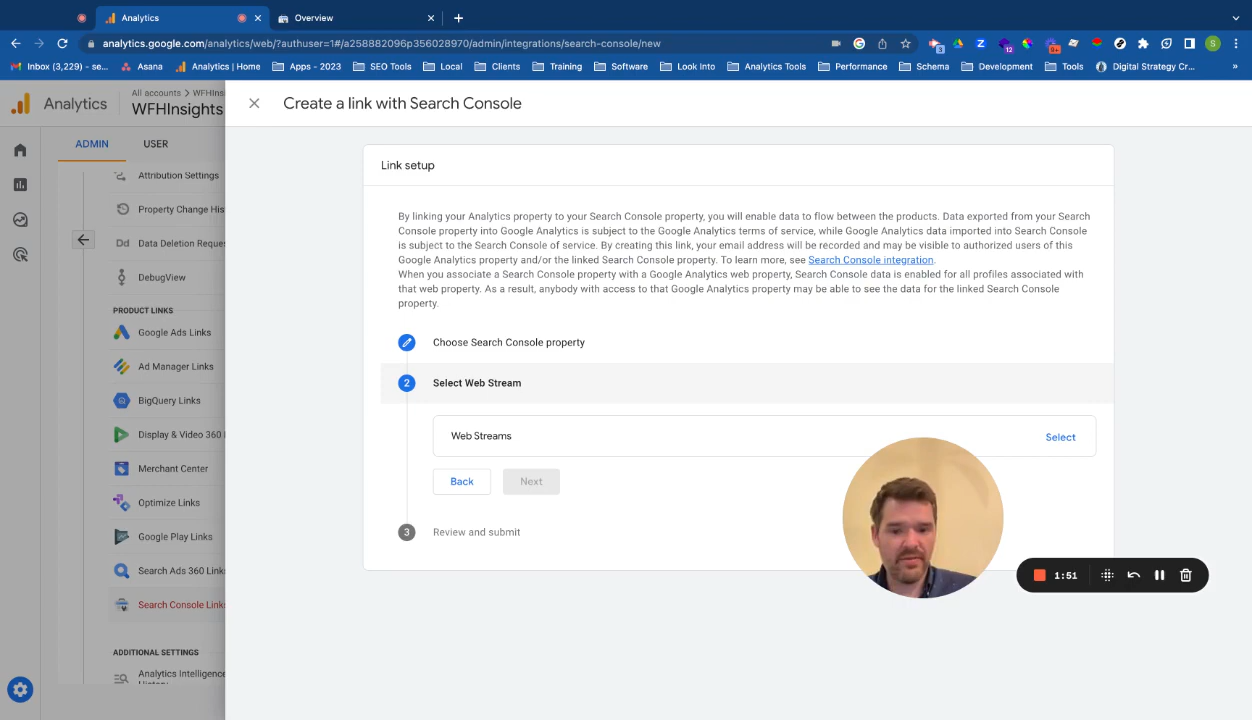 Analytics
Overview
analytics.google.com/analytics/web/?authuser=1#/a258882096p356028970/admin/integrations/search-console/new
3
12
6+
S
Inbox (3,229) – se...
Asana
Analytics | Home
Apps - 2023
SEO Tools
Local
Clients
Training
Software
Look Into
Analytics Tools
Performance
Schema
Development
Tools
Digital Strategy Cr...
»
Analytics
All accounts > WFHIns
WFHInsights
Create a link with Search Console
ADMIN
USER
Attribution Settings
Property Change His
Dd
Data Deletion Reque
DebugView
PRODUCT LINKS
Google Ads Links
Ad Manager Links
BigQuery Links
Display & Video 360 l
Merchant Center
Optimize Links
Google Play Links
Search Ads 360 Link
Search Console Link
ADDITIONAL SETTINGS
Analytics Intelligence
History
Link setup
By linking your Analytics property to your Search Console property, you will enable data to flow between the products. Data exported from your Search
Console property into Google Analytics is subject to the Google Analytics terms of service, while Google Analytics data imported into Search Console
is subject to the Search Console of service. By creating this link, your email address will be recorded and may be visible to authorized users of this
Google Analytics property and/or the linked Search Console property. To learn more, see Search Console integration.
When you associate a Search Console property with a Google Analytics web property, Search Console data is enabled for all profiles associated with
that web property. As a result, anybody with access to that Google Analytics property may be able to see the data for the linked Search Console
property.
Choose Search Console property
2
Select Web Stream
Web Streams
Select
Back
Next
3
Review and submit
1:51